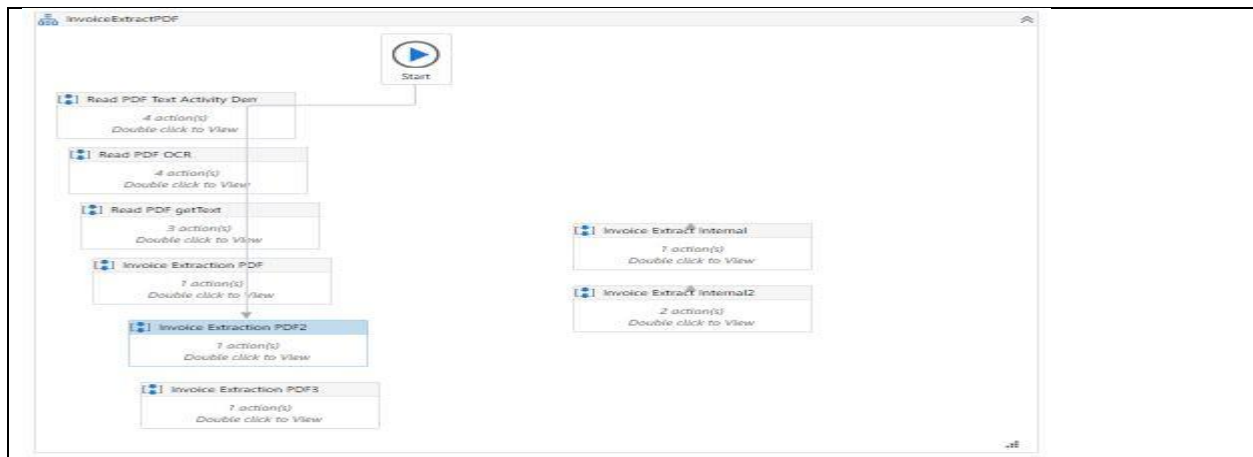 InvoiceExtractPDF
Start
Read PDF Text Activity Dem
4 action(s)
Double click to View
Read PDF OCR
4 action(s)
Double click to View
Read PDF getText
3 action(s)
Double click to View
Invoice Extraction PDF
1 action(s)
Double click to View
Invoice Extraction PDF2
1 action(s)
Double click to View
Invoice Extraction PDF3
1 action(s)
Double click to View
Invoice Extract Internal
1 action(s)
Double click to View
Invoice Extract Internal2
2 action(s)
Double click to View